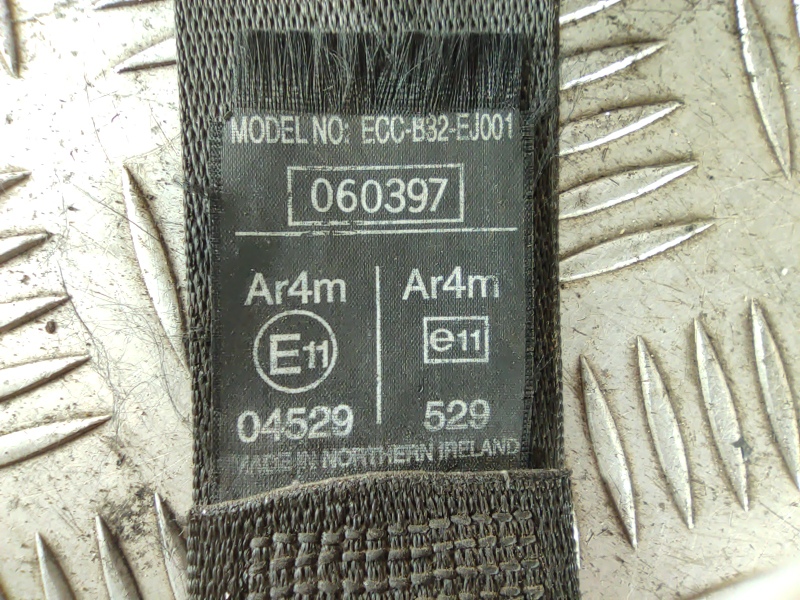 MODEL NO: ECC-B32-EJ001
060397
Ar4m Ar4m
E11 e11
04529 529
MADE IN NORTHERN IRELAND